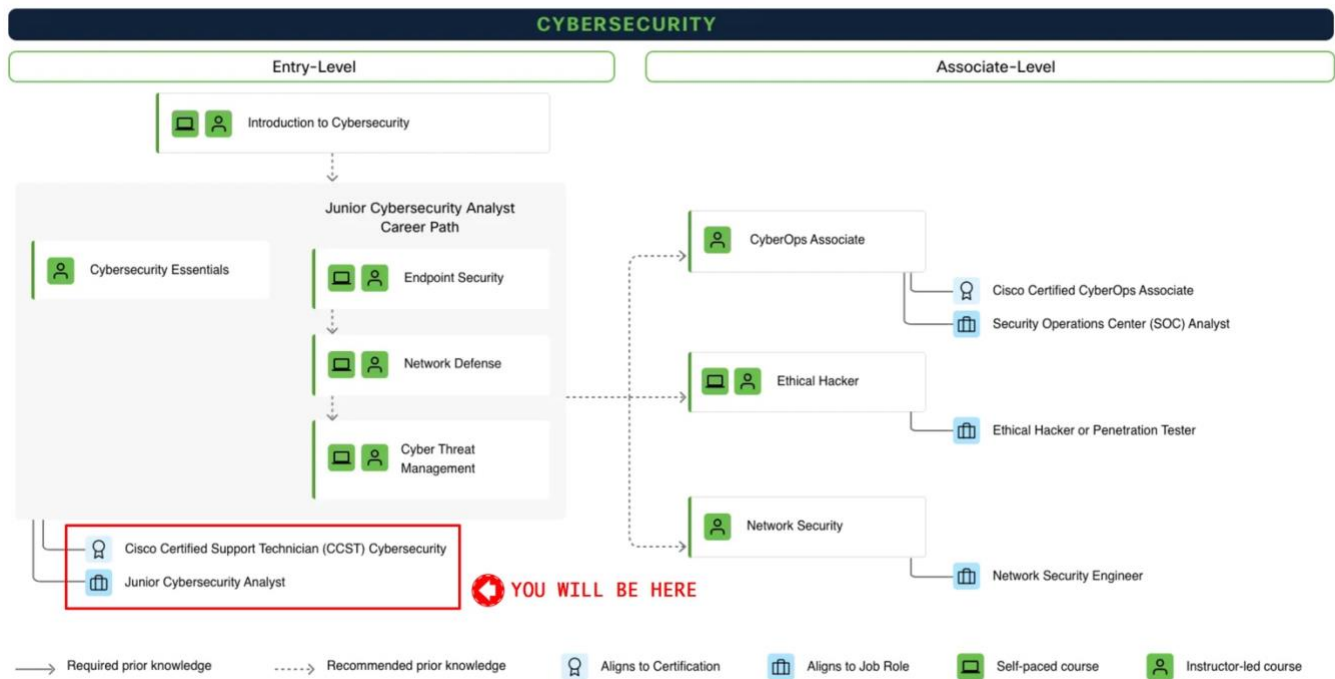 CYBERSECURITY
Entry-Level
Associate-Level
Introduction to Cybersecurity
Junior Cybersecurity Analyst
Career Path
Cybersecurity Essentials
Endpoint Security
Network Defense
Cyber Threat
Management
Cisco Certified Support Technician (CCST) Cybersecurity
Junior Cybersecurity Analyst
YOU WILL BE HERE
CyberOps Associate
Cisco Certified CyberOps Associate
Security Operations Center (SOC) Analyst
Ethical Hacker
Ethical Hacker or Penetration Tester
Network Security
Network Security Engineer
Required prior knowledge
Recommended prior knowledge
Aligns to Certification
Aligns to Job Role
Self-paced course
Instructor-led course